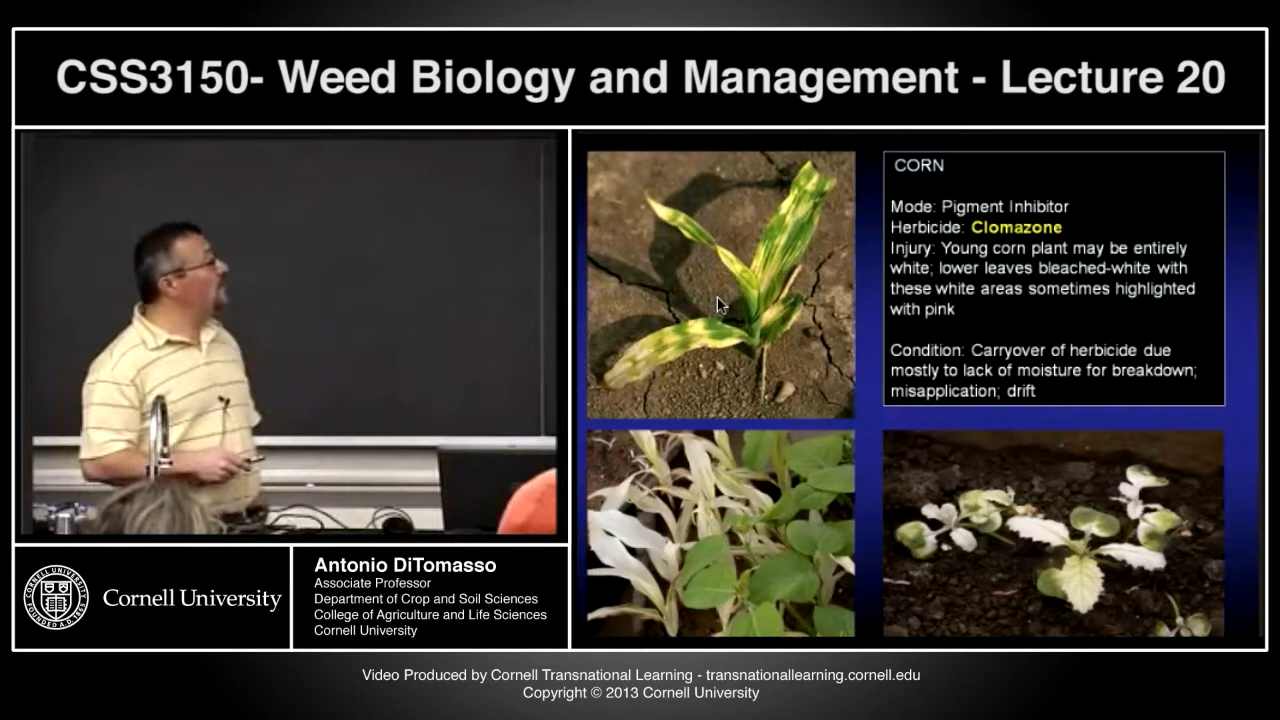 CSS3150- Weed Biology and Management - Lecture 20
CORN
Mode: Pigment Inhibitor
Herbicide: Clomazone
Injury: Young corn plant may be entirely
white; lower leaves bleached-white with
these white areas sometimes highlighted
with pink
Condition: Carryover of herbicide due
mostly to lack of moisture for breakdown;
misapplication; drift
Cornell University
Antonio DiTomasso
Associate Professor
Department of Crop and Soil Sciences
College of Agriculture and Life Sciences
Cornell University
Video Produced by Cornell Transnational Learning - transnationallearning.cornell.edu
Copyright © 2013 Cornell University